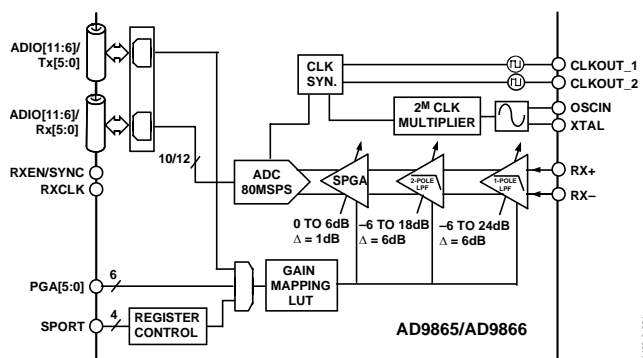 ADIO[11:6]/
Tx[5:0]
ADIO[11:6]/
Rx[5:0]
RXEN/SYNC
RXCLK
PGA[5:0]
SPORT
10/12
6
4
REGISTER
CONTROL
ADC
80MSPS
CLK
SYN.
2M CLK
MULTIPLIER
CLKOUT_1
CLKOUT_2
OSCIN
XTAL
RX+
RX–
SPGA
2-POLE
LPF
1-POLE
LPF
0 TO 6dB
Δ = 1dB
–6 TO 18dB
Δ = 6dB
–6 TO 24dB
Δ = 6dB
GAIN
MAPPING
LUT
AD9865/AD9866